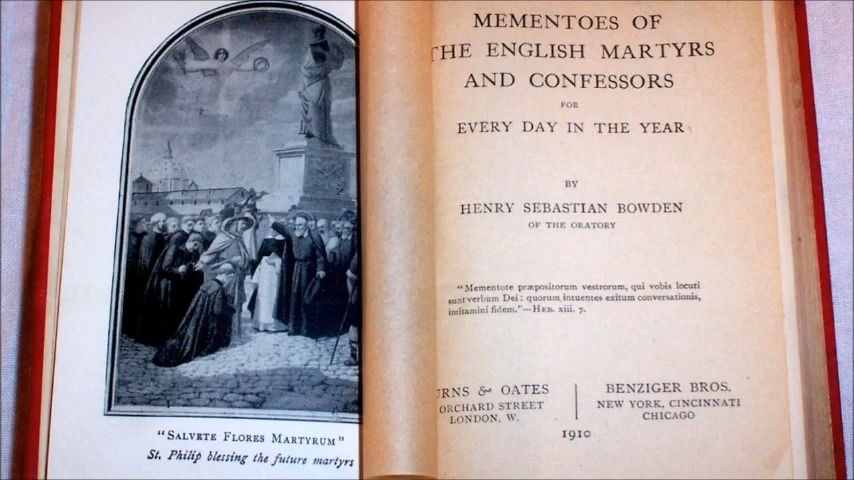 "SALVETE FLORES MARTYRUM"
St. Philip blessing the future martyrs
MEMENTOES OF
THE ENGLISH MARTYRS
AND CONFESSORS
FOR
EVERY DAY IN THE YEAR
BY
HENRY SEBASTIAN BOWDEN
OF THE ORATORY
"Mementote præpositorum vestrorum, qui vobis locuti
sunt verbum Dei : quorum intuentes exitum conversationis,
imitamini fidem."—HEB. xiii. 7.
RNS & OATES
ORCHARD STREET
LONDON, W.
BENZIGER BROS.
NEW YORK, CINCINNATI
CHICAGO
1910